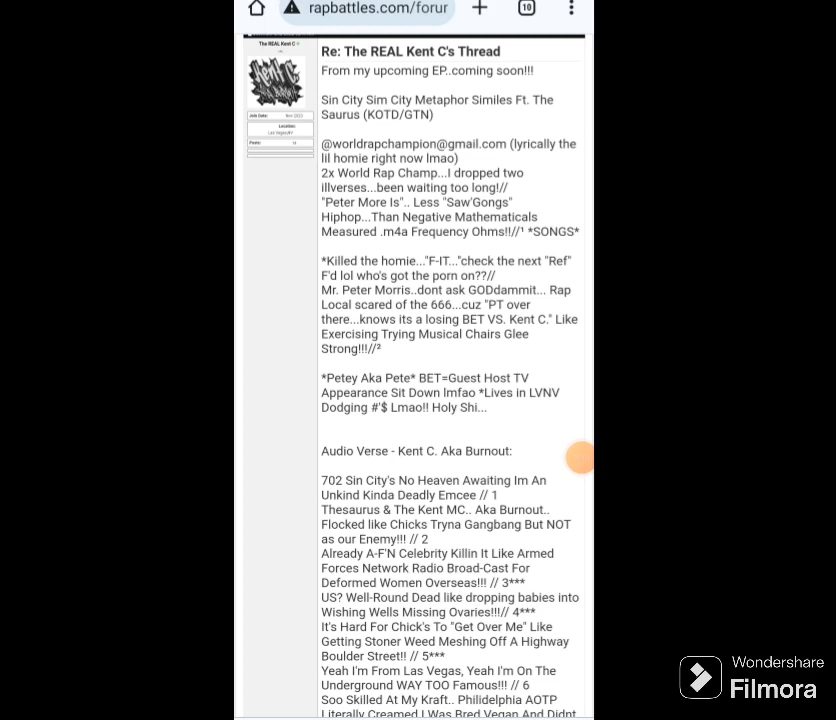 rapbattles.com/forur
10
The REAL Kent C
Re: The REAL Kent C's Thread
Join Date: Nov 2023
Location:
Las Vegas/NY
Posts:
From my upcoming EP..coming soon!!!
Sin City Sim City Metaphor Similes Ft. The
Saurus (KOTD/GTN)
@worldrapchampion@gmail.com (lyrically the
lil homie right now lmao)
2x World Rap Champ...I dropped two
illverses...been waiting too long!//
"Peter More Is".. Less "Saw'Gongs"
Hiphop...Than Negative Mathematicals
Measured .m4a Frequency Ohms!!//¹ *SONGS*
*Killed the homie..."F-IT..."check the next "Ref"
F'd lol who's got the porn on??//
Mr. Peter Morris..dont ask GODdammit... Rap
Local scared of the 666...cuz "PT over
there...knows its a losing BET VS. Kent C." Like
Exercising Trying Musical Chairs Glee
Strong!!!//²
*Petey Aka Pete* BET=Guest Host TV
Appearance Sit Down lmfao *Lives in LVNV
Dodging #'$ Lmao!! Holy Shi...
Audio Verse - Kent C. Aka Burnout:
702 Sin City's No Heaven Awaiting Im An
Unkind Kinda Deadly Emcee // 1
Thesaurus & The Kent MC.. Aka Burnout..
Flocked like Chicks Tryna Gangbang But NOT
as our Enemy!!! // 2
Already A-F'N Celebrity Killin It Like Armed
Forces Network Radio Broad-Cast For
Deformed Women Overseas!!! // 3***
US? Well-Round Dead like dropping babies into
Wishing Wells Missing Ovaries!!!// 4***
It's Hard For Chick's To "Get Over Me" Like
Getting Stoner Weed Meshing Off A Highway
Boulder Street!! // 5***
Yeah I'm From Las Vegas, Yeah I'm On The
Underground WAY TOO Famous!!! // 6
Soo Skilled At My Kraft.. Philidelphia AOTP
Literally Creamed I Was Bred Vegan And Didnt
Wondershare
Filmora